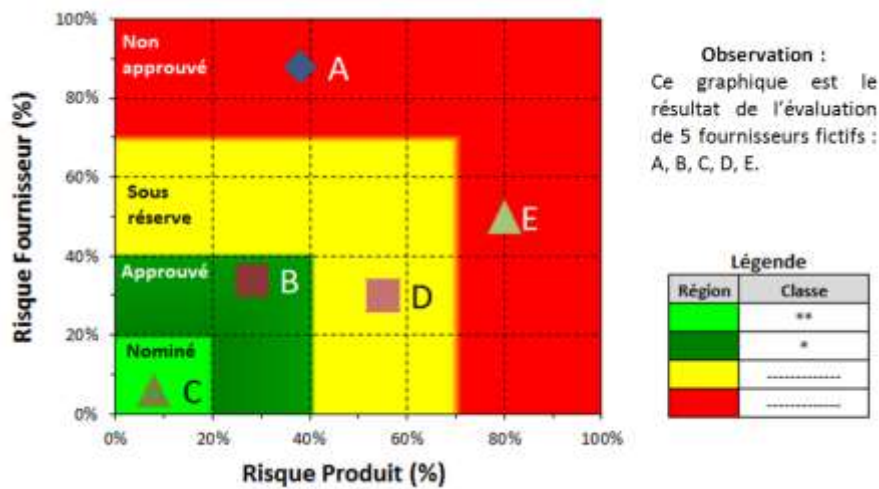 100%
80%
60%
40%
20%
0%
Risque Fournisseur (%)
Non
approuvé
A
Sous
réserve
E
Approuvé
B
D
Nominé
C
0%
20%
40%
60%
80%
100%
Risque Produit (%)
Observation :
Ce graphique est le
résultat de l'évaluation
de 5 fournisseurs fictifs :
A, B, C, D, E.
Légende
Région Classe
**
*
-------------
-------------